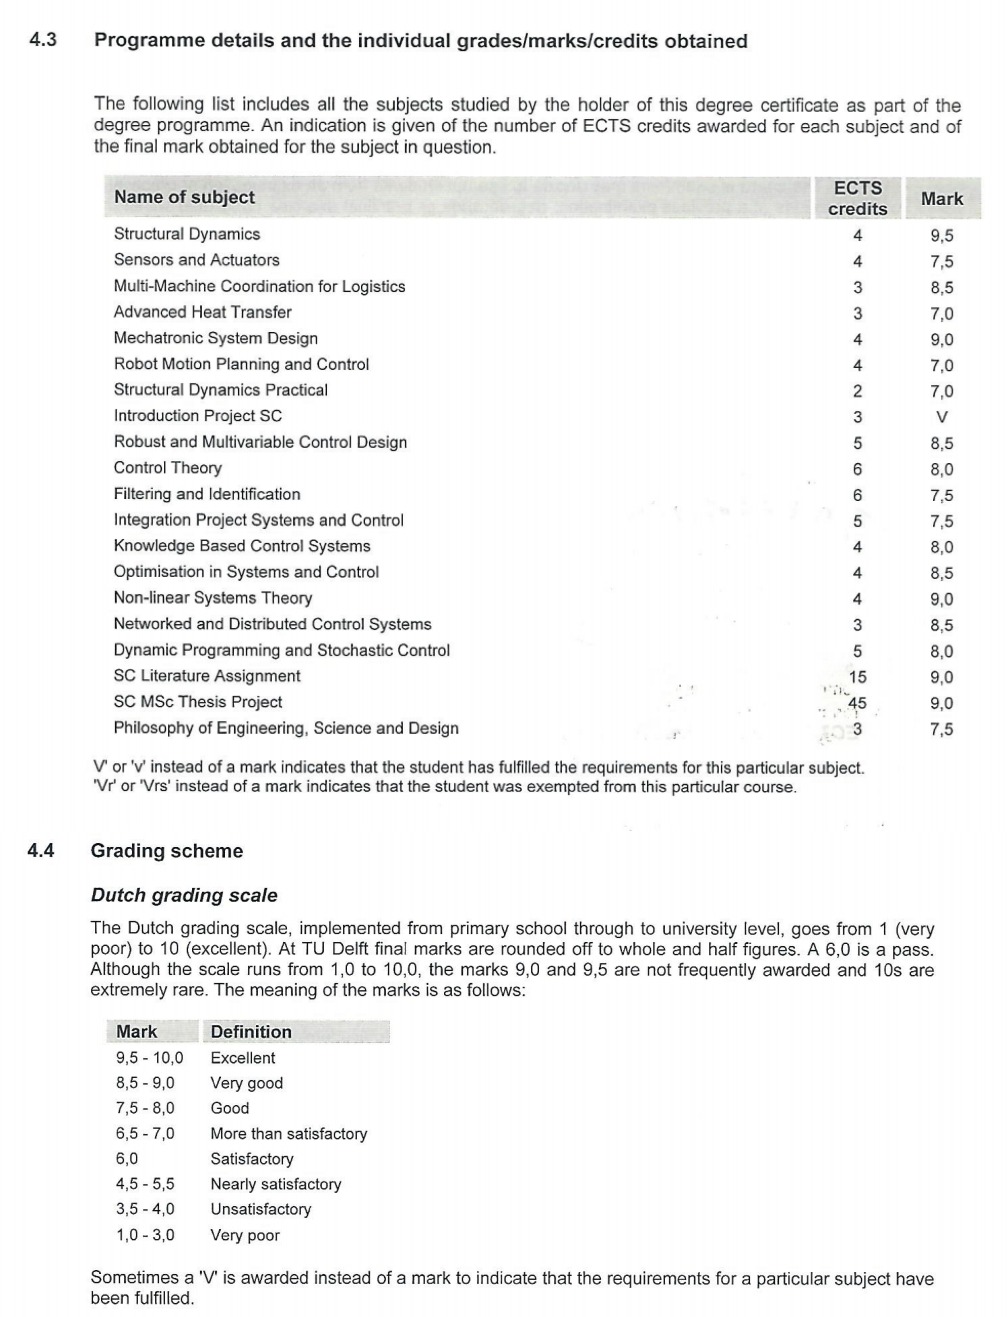 4.3 Programme details and the individual grades/marks/credits obtained
The following list includes all the subjects studied by the holder of this degree certificate as part of the
degree programme. An indication is given of the number of ECTS credits awarded for each subject and of
the final mark obtained for the subject in question.
Name of subject ECTS credits Mark
Structural Dynamics 4 9,5
Sensors and Actuators 4 7,5
Multi-Machine Coordination for Logistics 3 8,5
Advanced Heat Transfer 3 7,0
Mechatronic System Design 4 9,0
Robot Motion Planning and Control 4 7,0
Structural Dynamics Practical 2 7,0
Introduction Project SC 3 V
Robust and Multivariable Control Design 5 8,5
Control Theory 6 8,0
Filtering and Identification 6 7,5
Integration Project Systems and Control 5 7,5
Knowledge Based Control Systems 4 8,0
Optimisation in Systems and Control 4 8,5
Non-linear Systems Theory 4 9,0
Networked and Distributed Control Systems 3 8,5
Dynamic Programming and Stochastic Control 5 8,0
SC Literature Assignment 15 9,0
SC MSc Thesis Project 45 9,0
Philosophy of Engineering, Science and Design 3 7,5
V' or 'v' instead of a mark indicates that the student has fulfilled the requirements for this particular subject.
'Vr' or 'Vrs' instead of a mark indicates that the student was exempted from this particular course.
4.4 Grading scheme
Dutch grading scale
The Dutch grading scale, implemented from primary school through to university level, goes from 1 (very
poor) to 10 (excellent). At TU Delft final marks are rounded off to whole and half figures. A 6,0 is a pass.
Although the scale runs from 1,0 to 10,0, the marks 9,0 and 9,5 are not frequently awarded and 10s are
extremely rare. The meaning of the marks is as follows:
Mark Definition
9,5 - 10,0 Excellent
8,5 - 9,0 Very good
7,5 - 8,0 Good
6,5 - 7,0 More than satisfactory
6,0 Satisfactory
4,5 - 5,5 Nearly satisfactory
3,5 - 4,0 Unsatisfactory
1,0 - 3,0 Very poor
Sometimes a 'V' is awarded instead of a mark to indicate that the requirements for a particular subject have
been fulfilled.